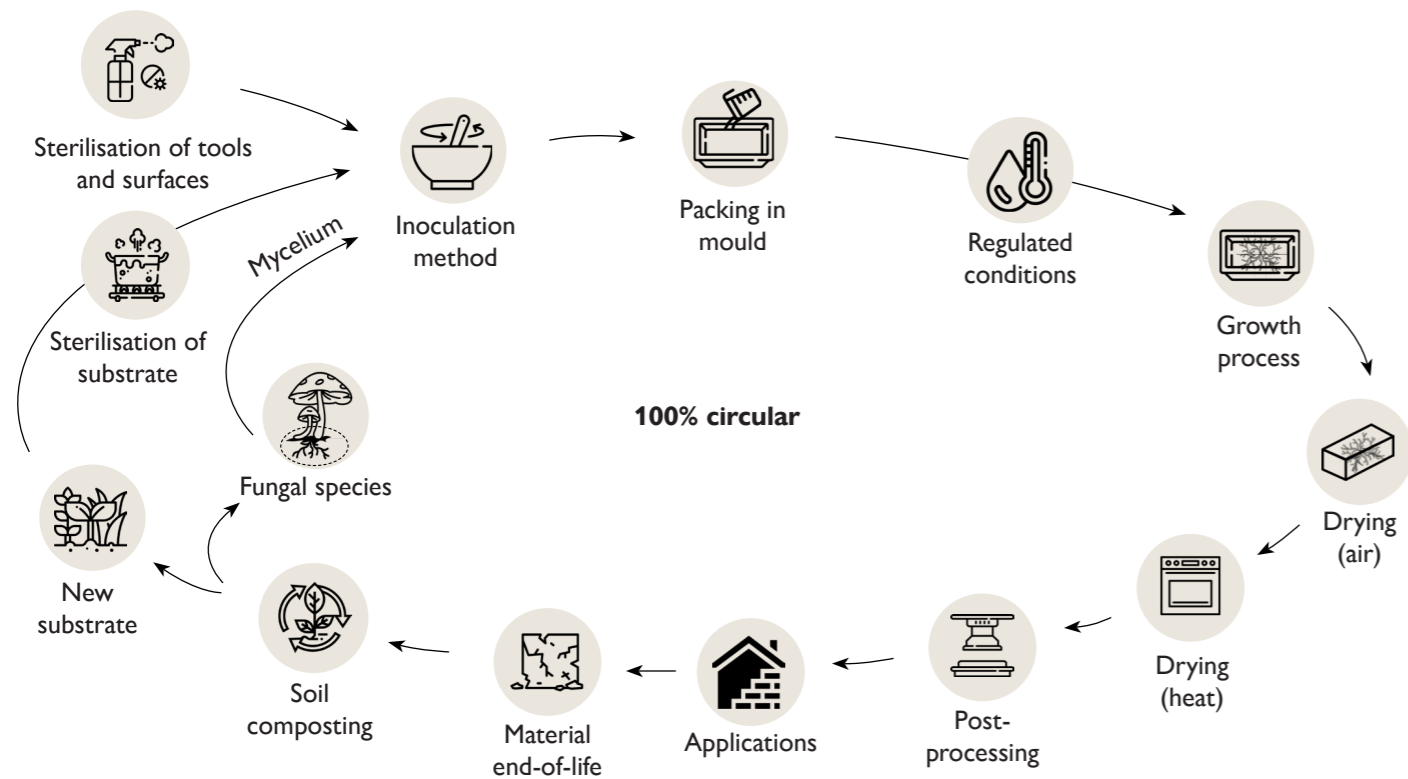 Sterilisation of tools
and surfaces
Inoculation
method
Packing in
mould
Regulated
conditions
Growth
process
Mycelium
Sterilisation of
substrate
100% circular
Fungal species
Drying
(air)
New
substrate
Drying
(heat)
Soil
composting
Material
end-of-life
Applications
Post-
processing